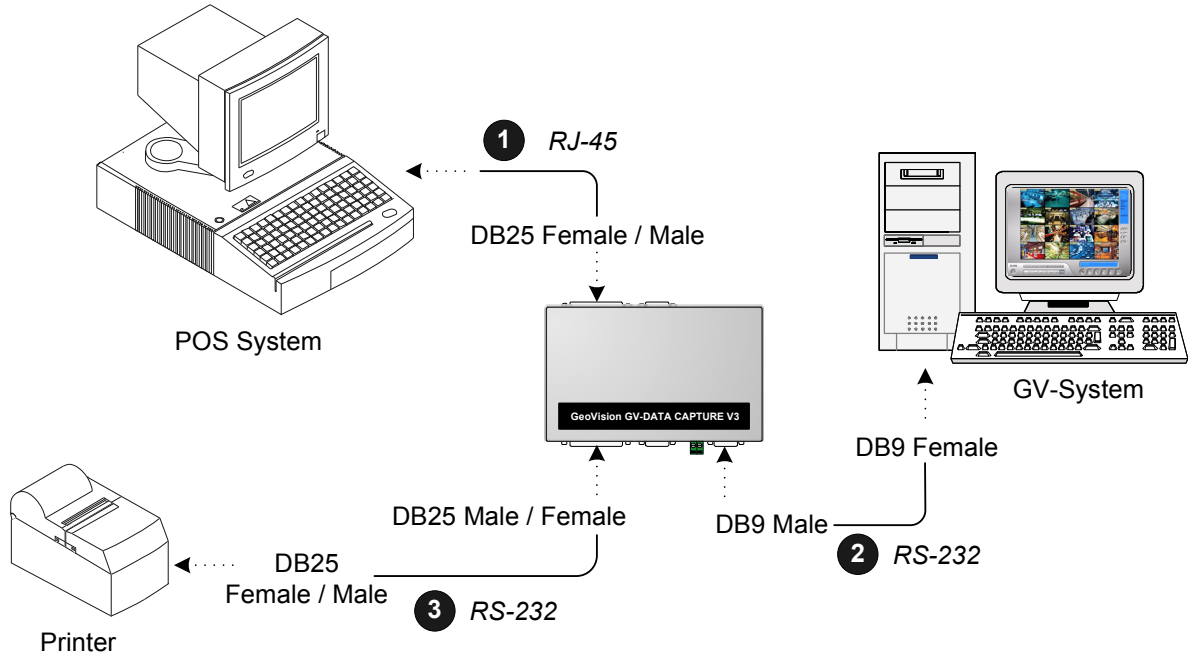 1 RJ-45
DB25 Female / Male
POS System
GeoVision GV-DATA CAPTURE V3
GV-System
DB9 Female
DB25 Male / Female
DB9 Male
2 RS-232
DB25
Female / Male
3 RS-232
Printer